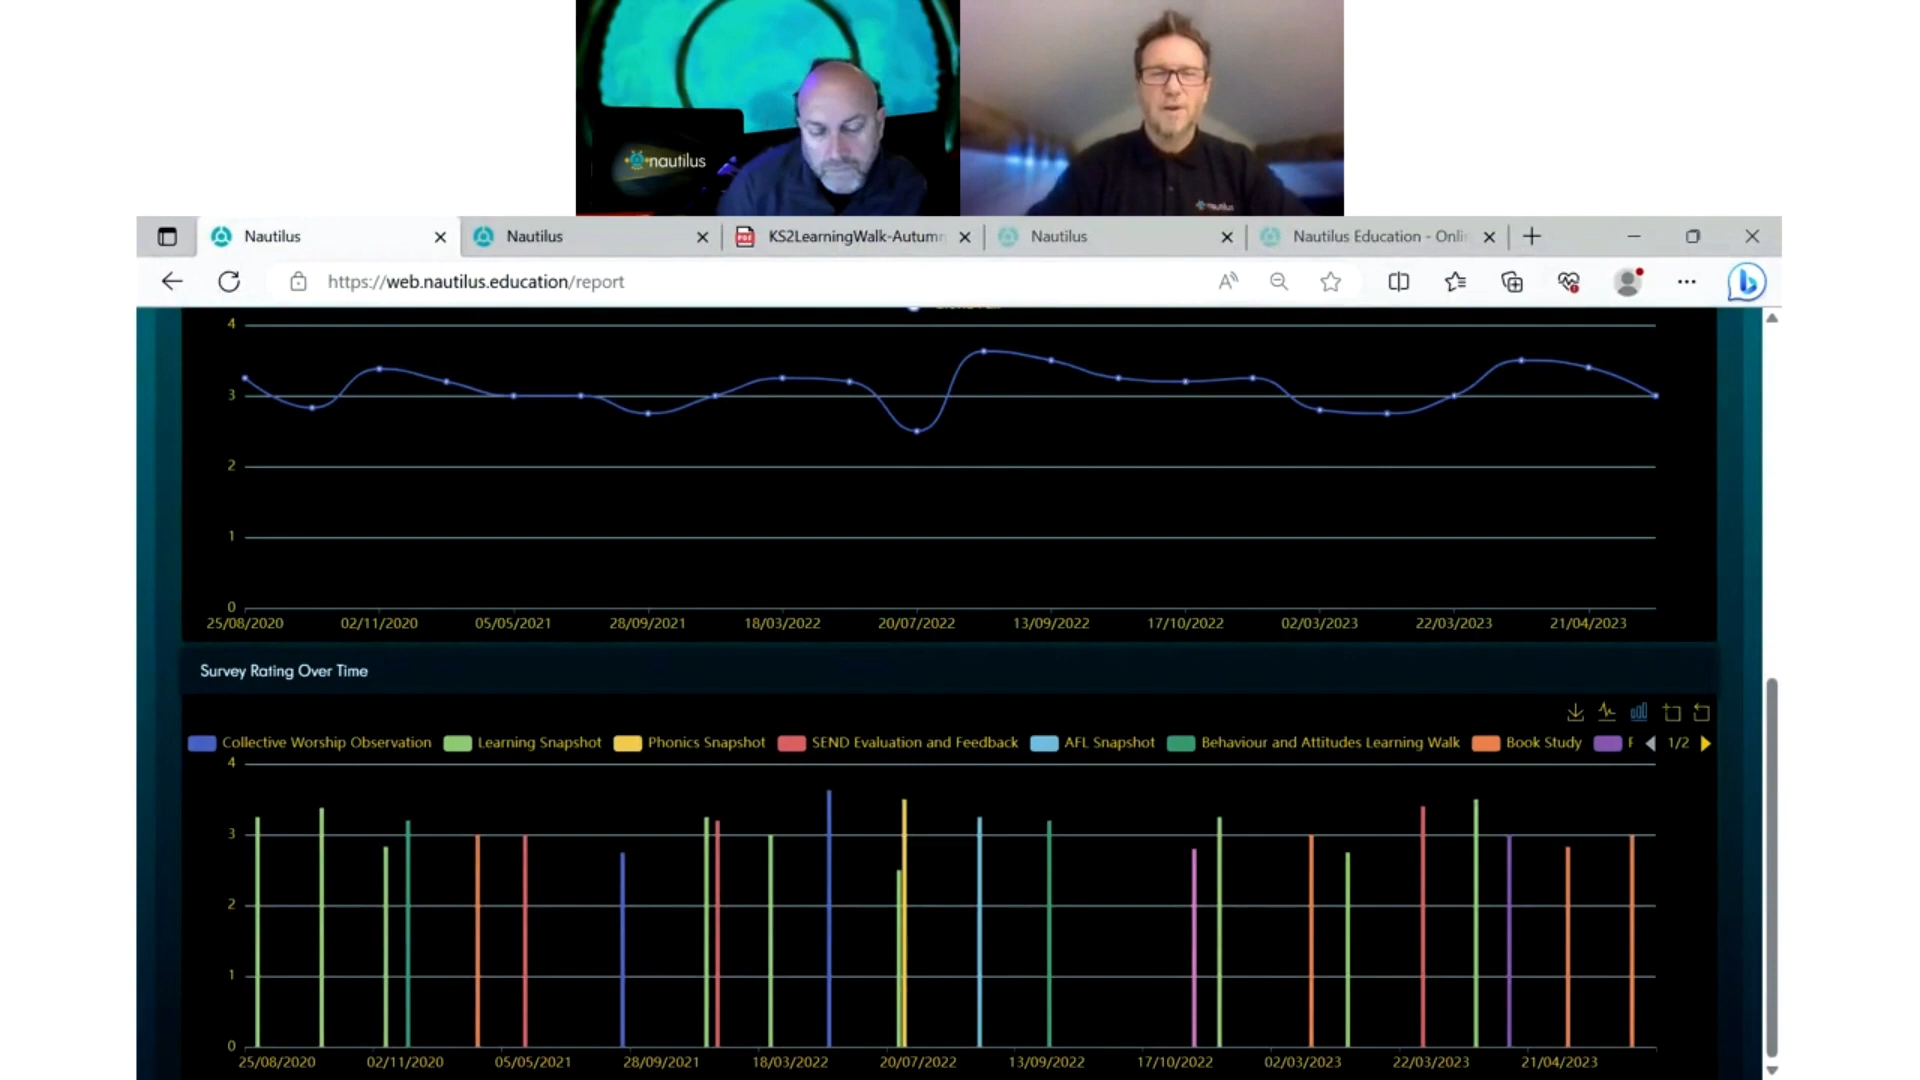 nautilus
nautilus
Nautilus
Nautilus
KS2LearningWalk-Autum
Nautilus
Nautilus Education - Onli
https://web.nautilus.education/report
4
3
2
1
0
25/08/2020 02/11/2020 05/05/2021 28/09/2021 18/03/2022 20/07/2022 13/09/2022 17/10/2022 02/03/2023 22/03/2023 21/04/2023
Survey Rating Over Time
Collective Worship Observation Learning Snapshot Phonics Snapshot SEND Evaluation and Feedback AFL Snapshot Behaviour and Attitudes Learning Walk Book Study 1/2
4
3
2
1
0
25/08/2020 02/11/2020 05/05/2021 28/09/2021 18/03/2022 20/07/2022 13/09/2022 17/10/2022 02/03/2023 22/03/2023 21/04/2023